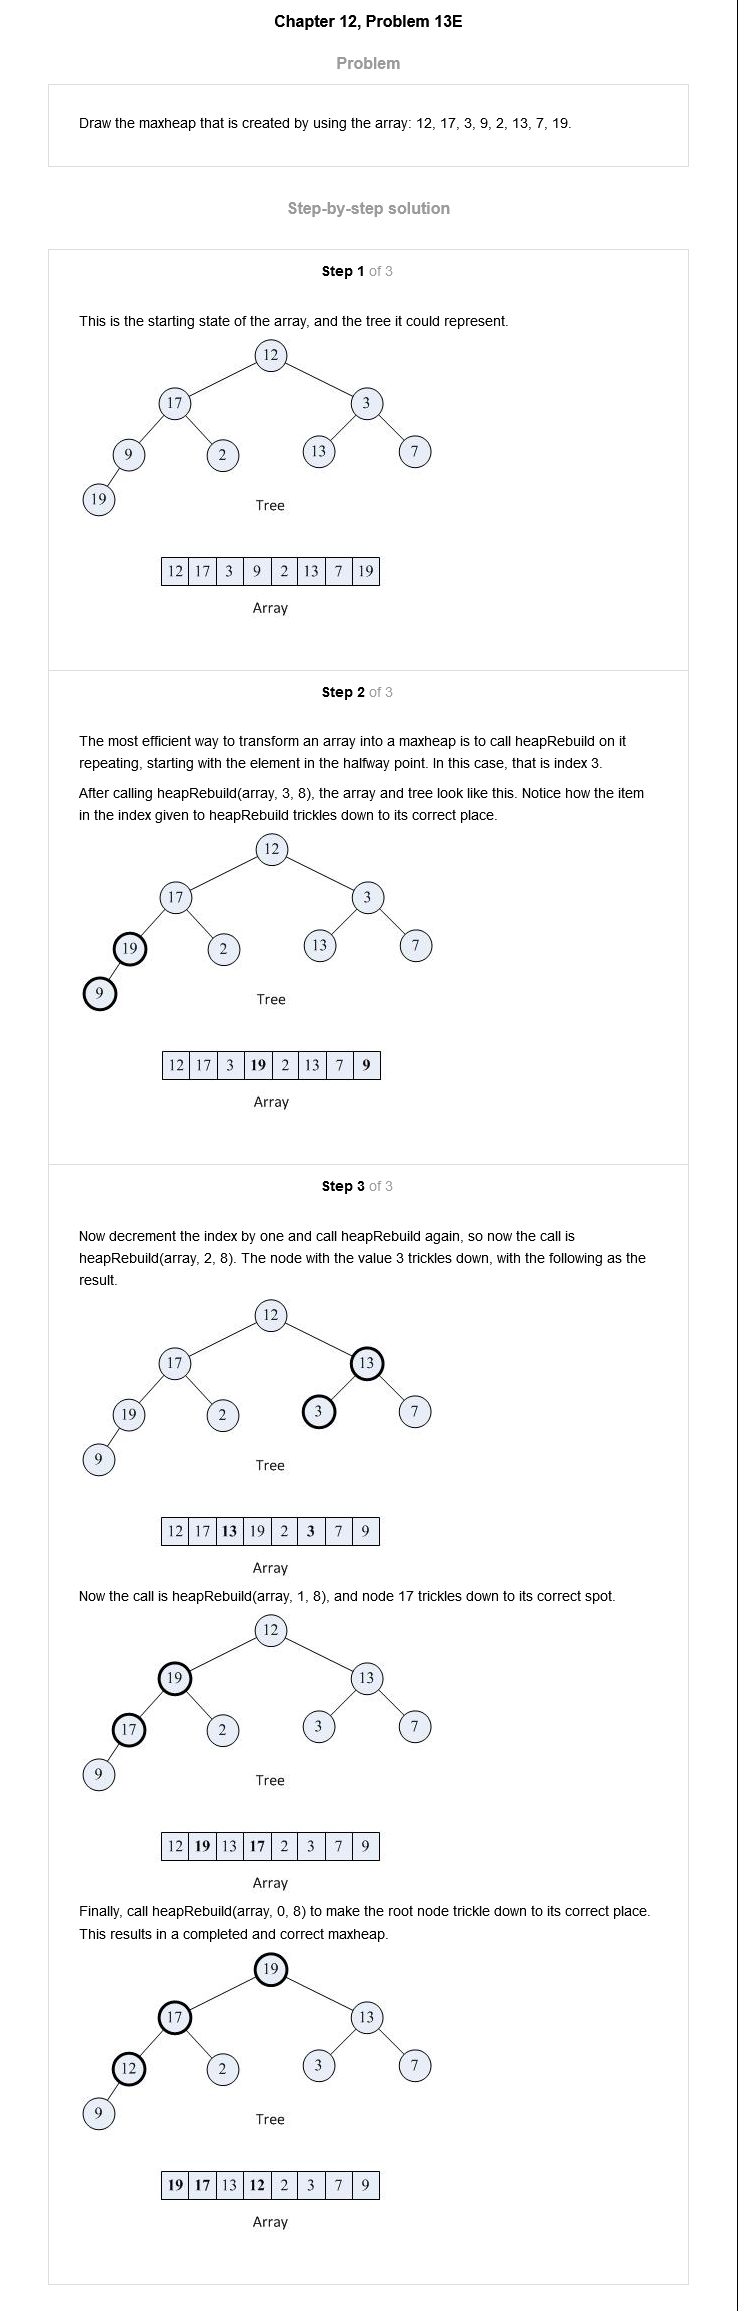 Chapter 12, Problem 13E
Problem
Draw the maxheap that is created by using the array: 12, 17, 3, 9, 2, 13, 7, 19.
Step-by-step solution
Step 1 of 3
This is the starting state of the array, and the tree it could represent.
12
17 3
9 2 13 7
19
Tree
12 17 3 9 2 13 7 19
Array
Step 2 of 3
The most efficient way to transform an array into a maxheap is to call heapRebuild on it
repeating, starting with the element in the halfway point. In this case, that is index 3.
After calling heapRebuild(array, 3, 8), the array and tree look like this. Notice how the item
in the index given to heapRebuild trickles down to its correct place.
12
17 3
19 2 13 7
9
Tree
12 17 3 19 2 13 7 9
Array
Step 3 of 3
Now decrement the index by one and call heapRebuild again, so now the call is
heapRebuild(array, 2, 8). The node with the value 3 trickles down, with the following as the
result.
12
17 13
19 2 3 7
9
Tree
12 17 13 19 2 3 7 9
Array
Now the call is heapRebuild(array, 1, 8), and node 17 trickles down to its correct spot.
12
19 13
17 2 3 7
9
Tree
12 19 13 17 2 3 7 9
Array
Finally, call heapRebuild(array, 0, 8) to make the root node trickle down to its correct place.
This results in a completed and correct maxheap.
19
17 13
12 2 3 7
9
Tree
19 17 13 12 2 3 7 9
Array